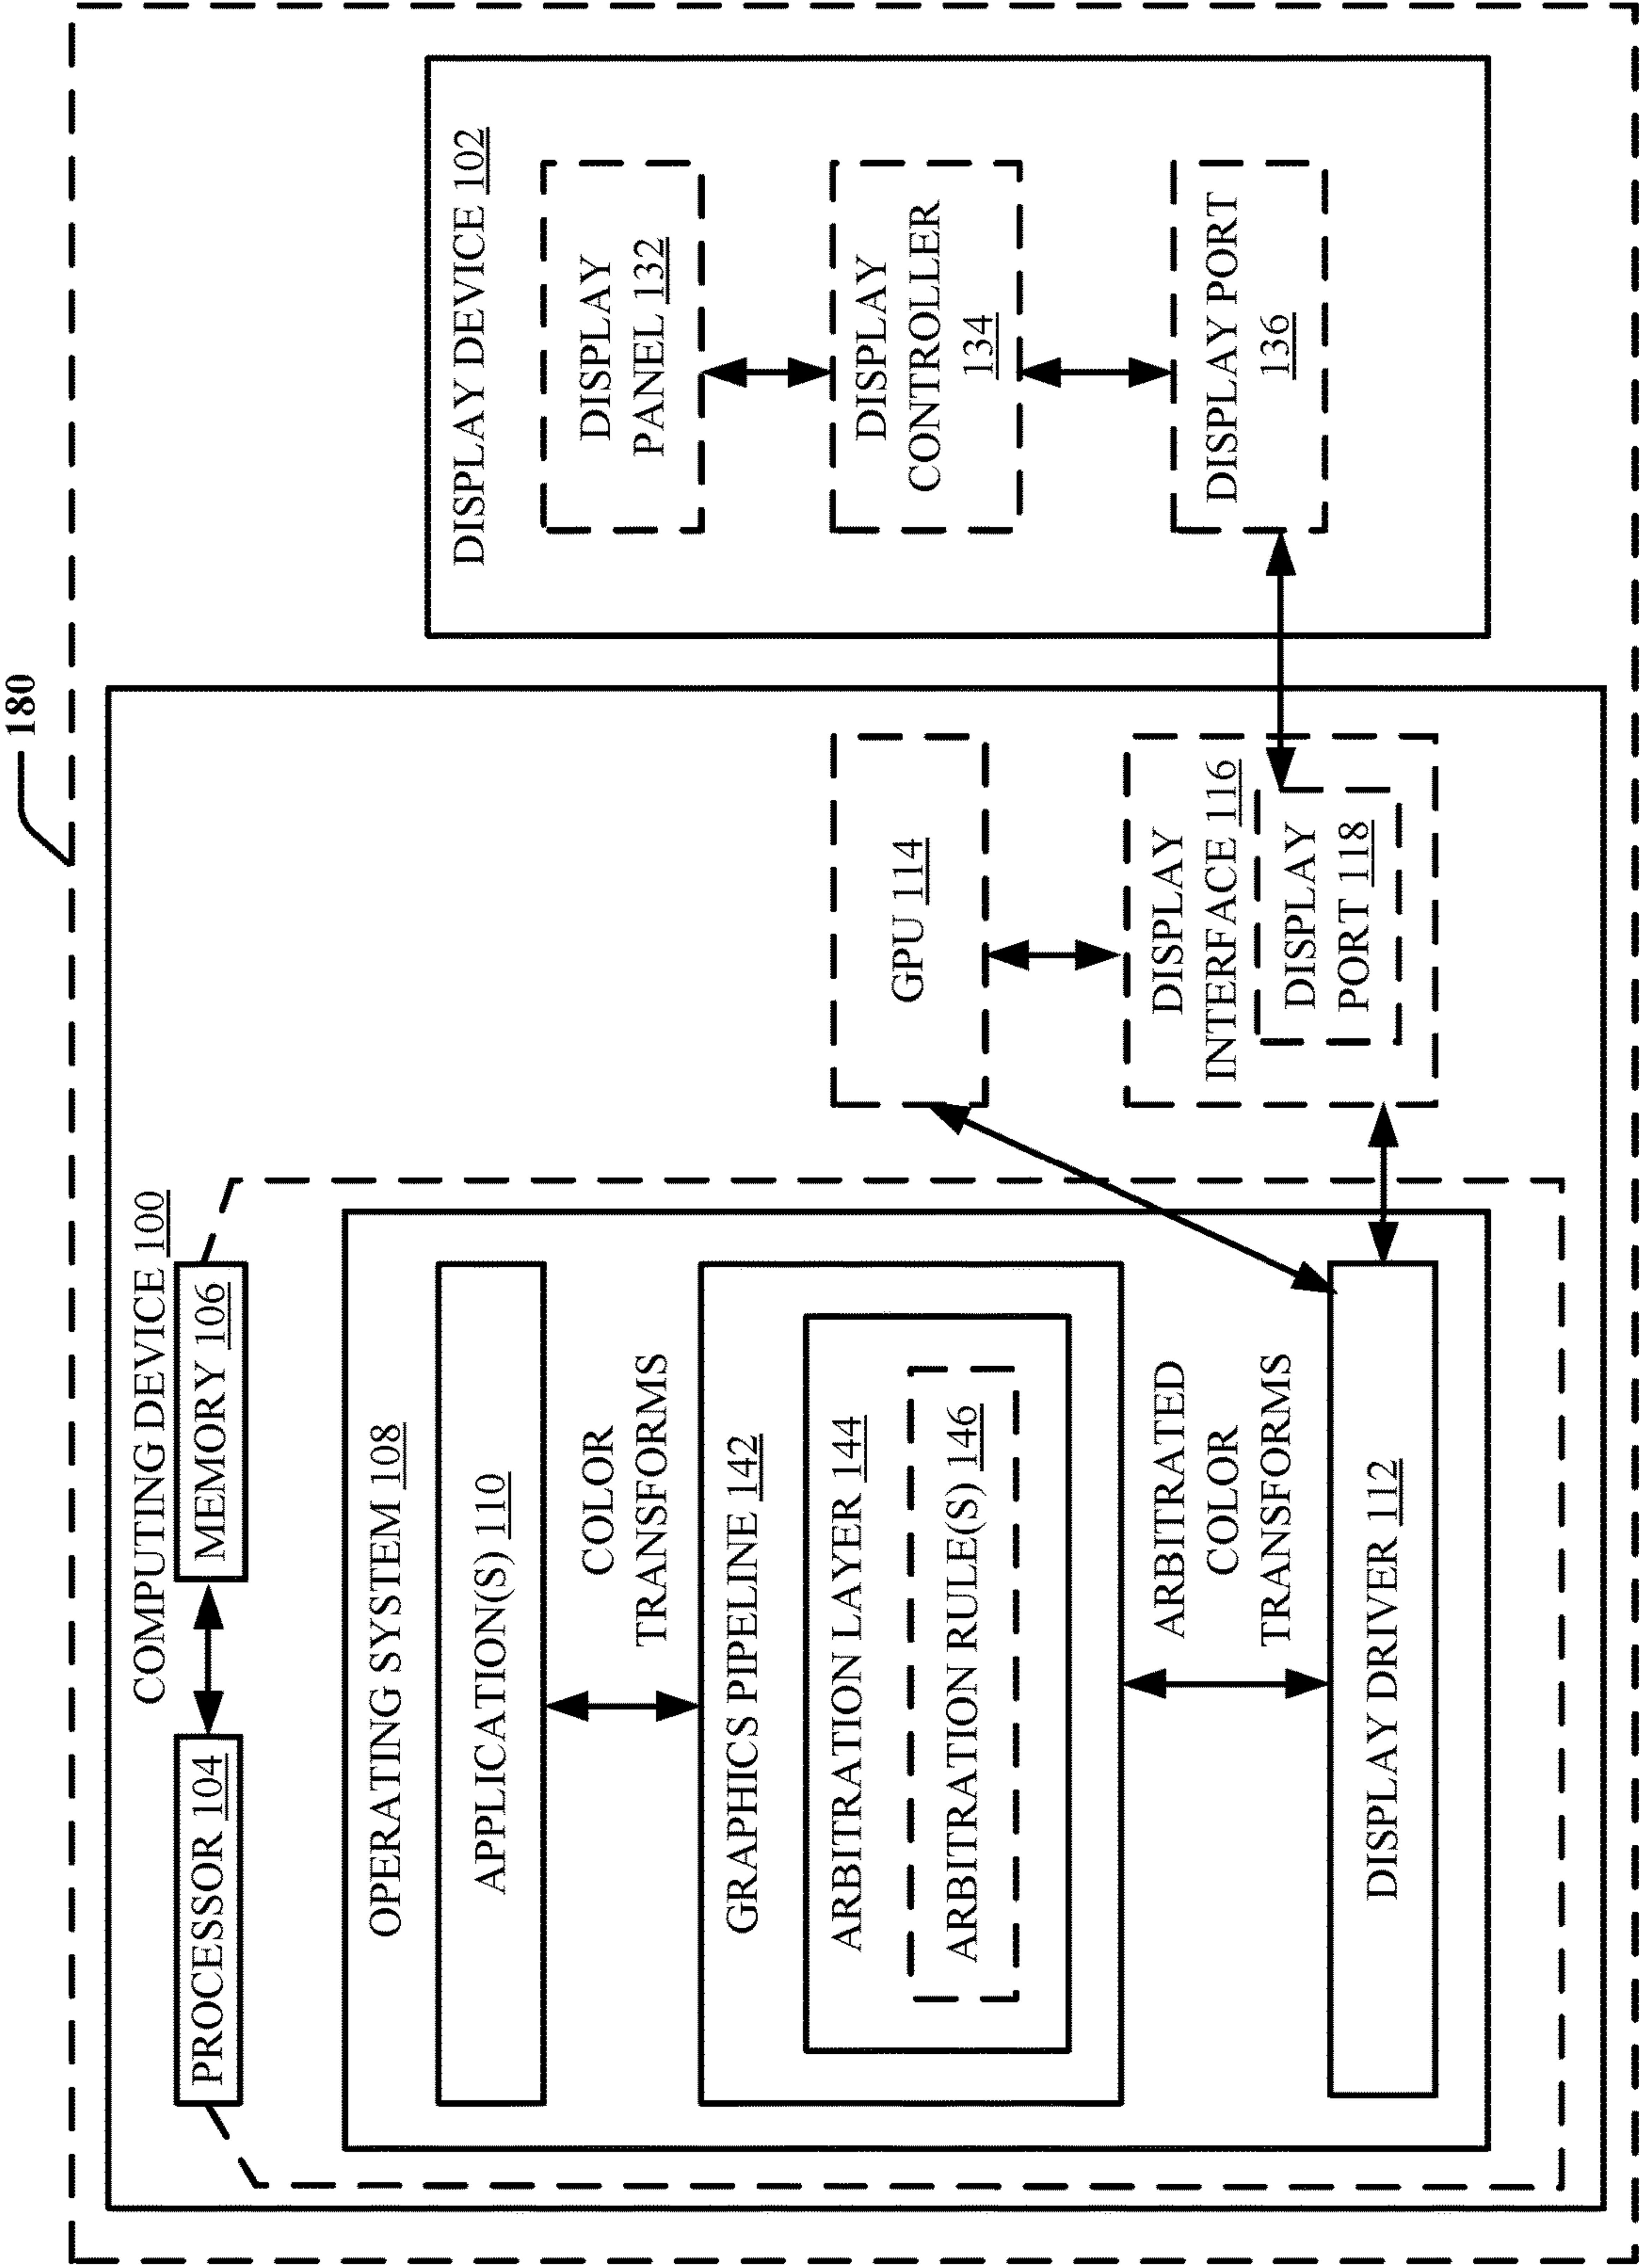 180
COMPUTING DEVICE 100
PROCESSOR 104
MEMORY 106
OPERATING SYSTEM 108
APPLICATION(S) 110
COLOR
TRANSFORMS
GRAPHICS PIPELINE 142
ARBITRATION LAYER 144
ARBITRATION RULE(S) 146
ARBITRATED
COLOR
TRANSFORMS
DISPLAY DRIVER 112
GPU 114
DISPLAY
INTERFACE 116
DISPLAY
PORT 118
DISPLAY DEVICE 102
DISPLAY
PANEL 132
DISPLAY
CONTROLLER
134
DISPLAY PORT
136